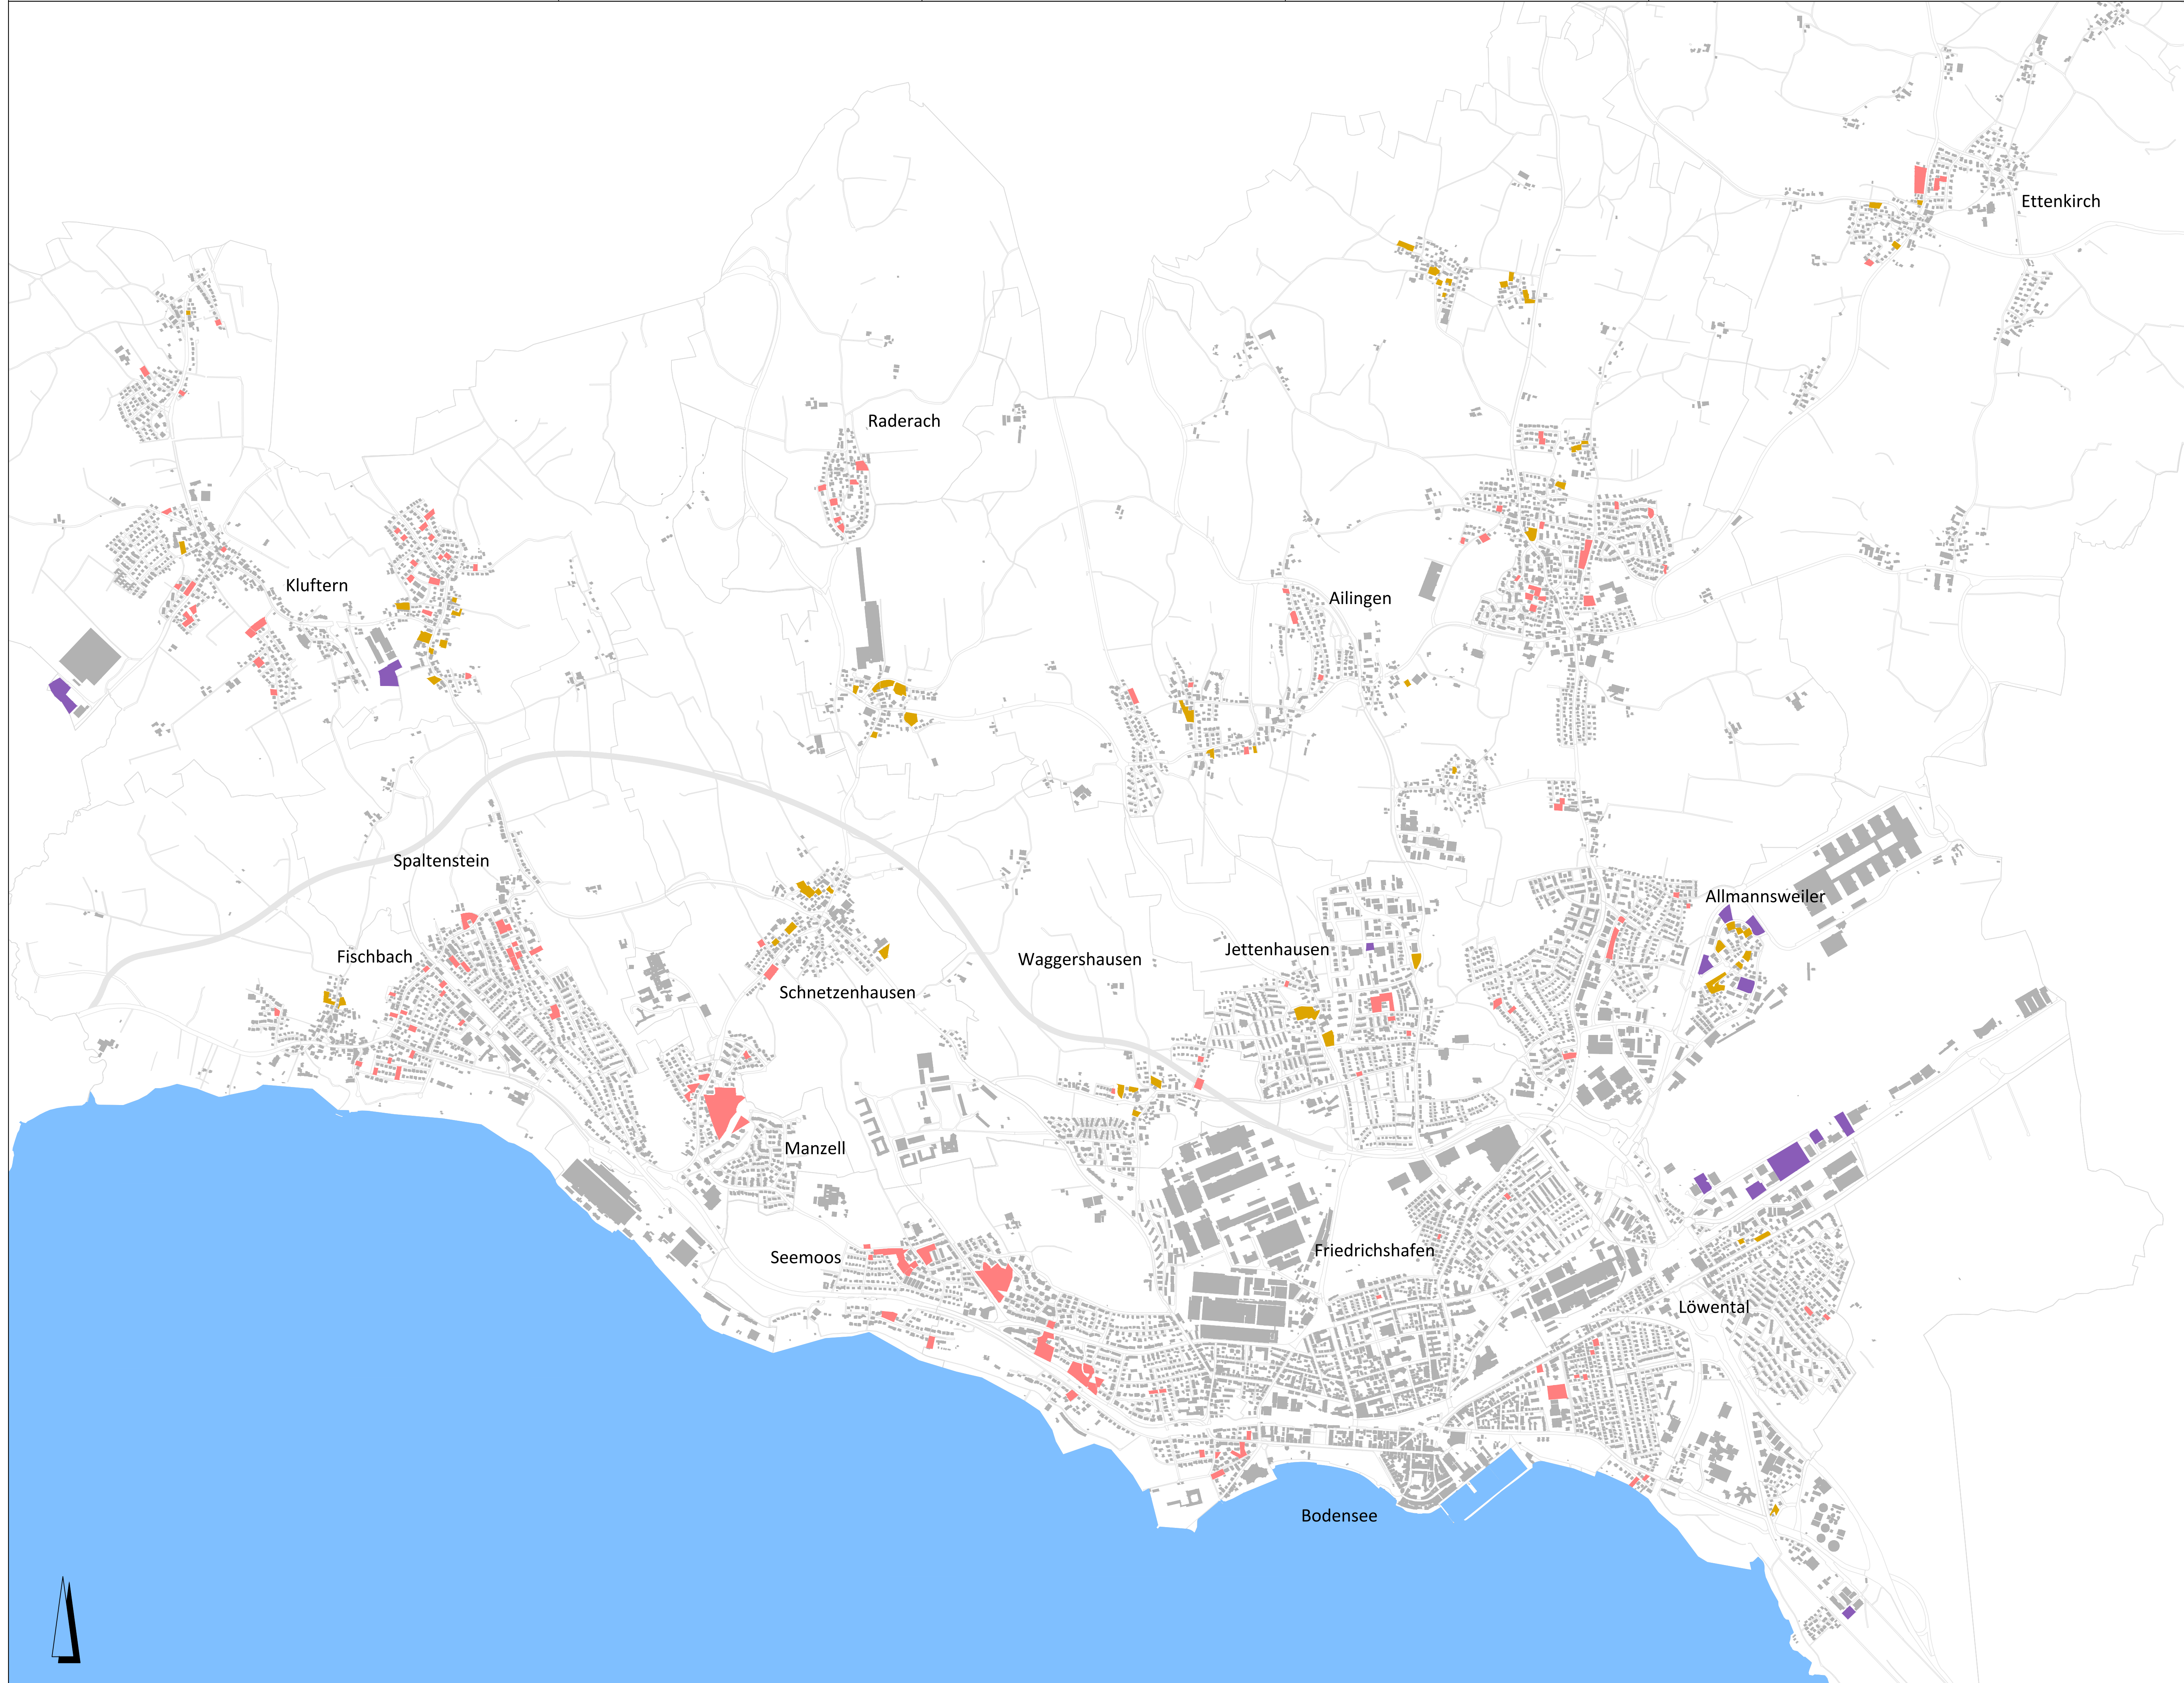 Ettenkirch
Raderach
Kluftern
Ailingen
Spaltenstein
Allmannsweiler
Jettenhausen
Fischbach
Waggershausen
Schnetzenhausen
Manzell
Friedrichshafen
Seemoos
Löwental
Bodensee